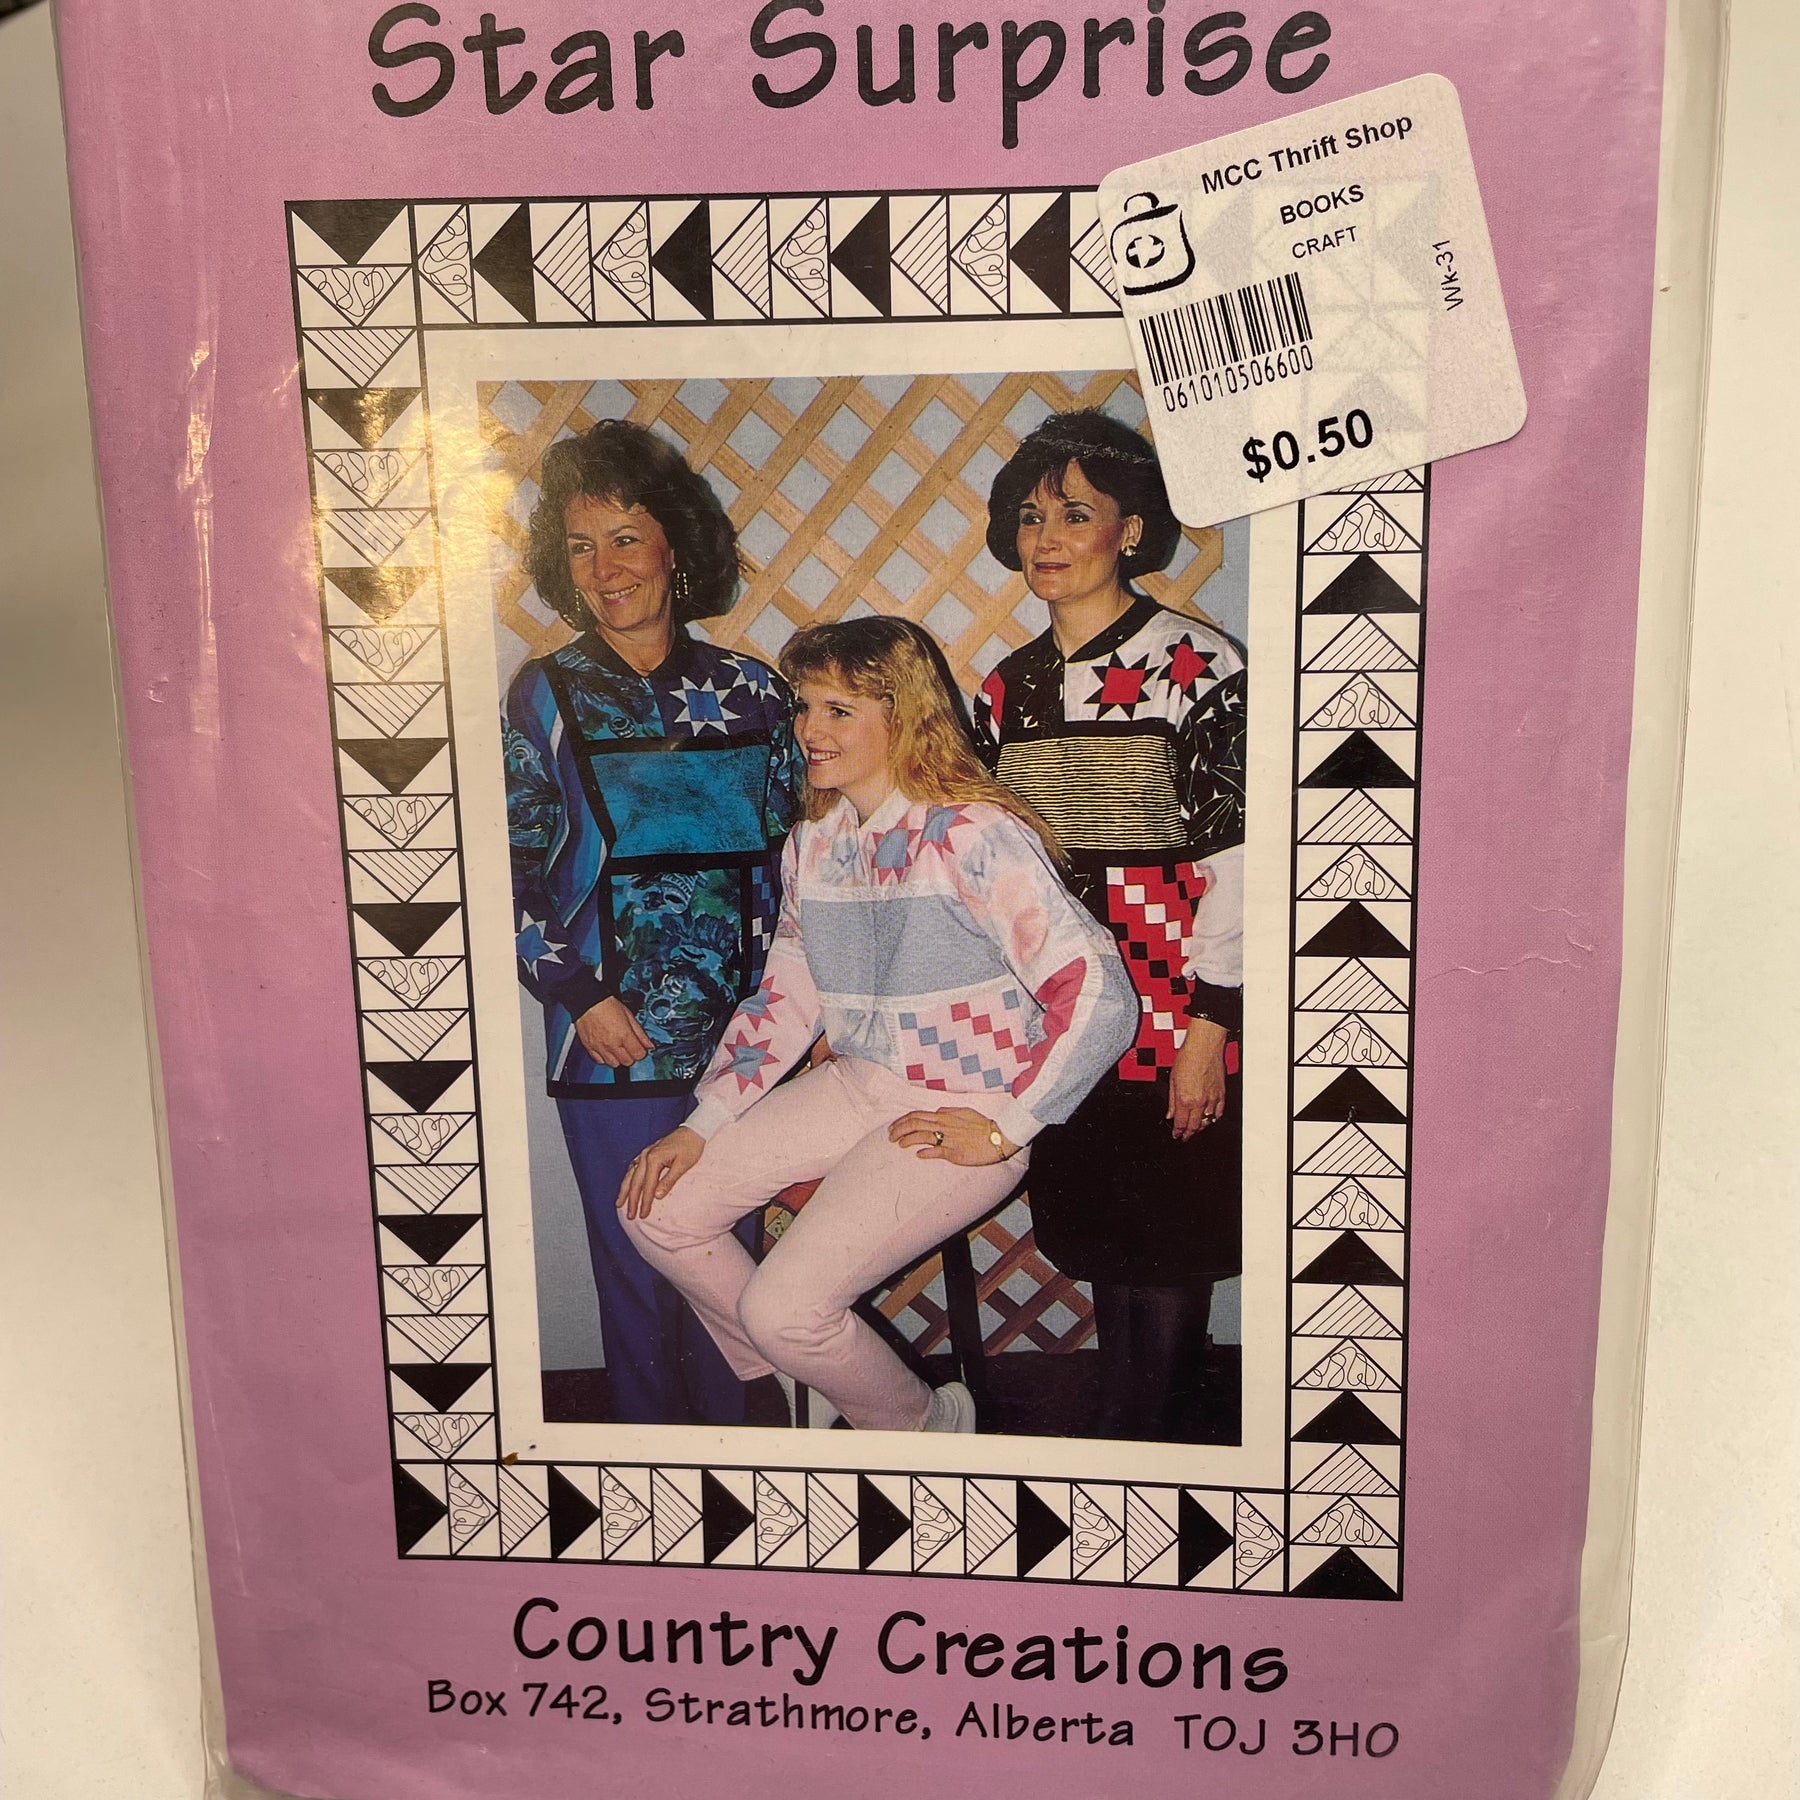 Star Surprise
MCC Thrift Shop
BOOKS
CRAFT
Wk-31
061010506600
$0.50
Country Creations
Box 742, Strathmore, Alberta TOJ 3HO